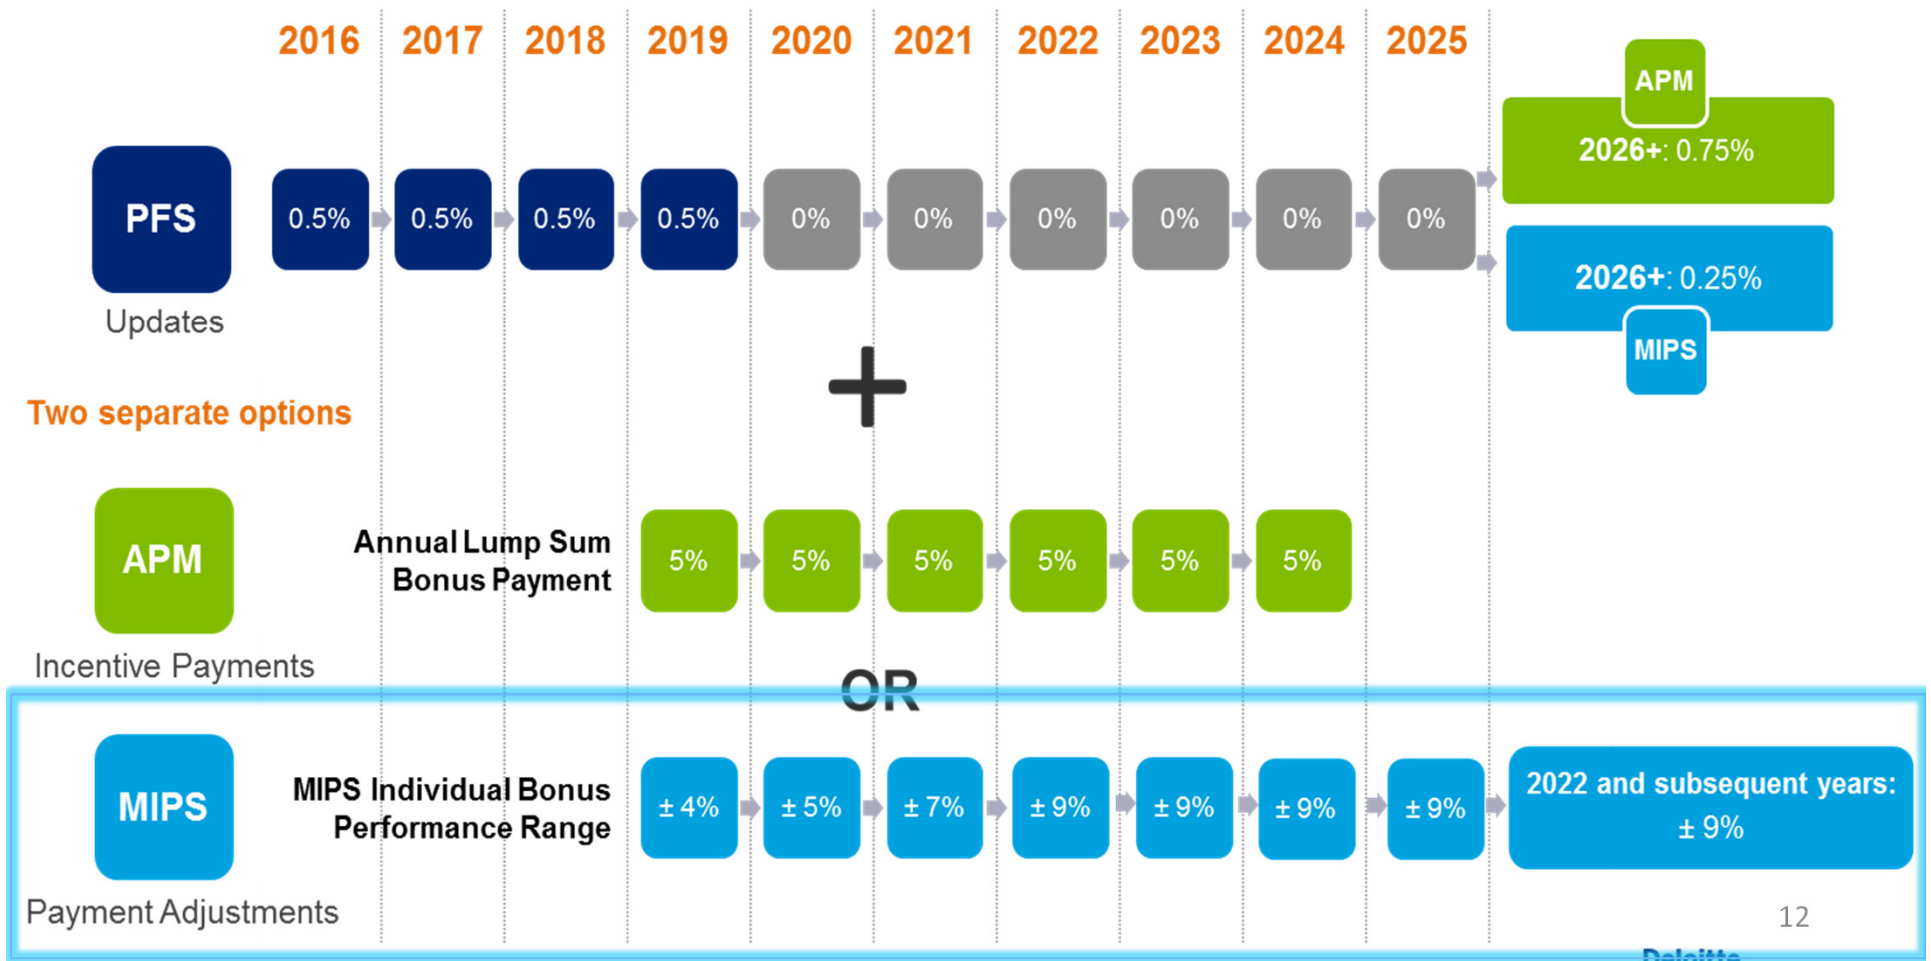 2016 2017 2018 2019 2020 2021 2022 2023 2024 2025
APM
2026+: 0.75%
PFS 0.5% 0.5% 0.5% 0.5% 0% 0% 0% 0% 0% 0%
2026+: 0.25%
Updates
MIPS
+
Two separate options
Annual Lump Sum
Bonus Payment
APM 5% 5% 5% 5% 5% 5%
Incentive Payments
OR
MIPS Individual Bonus
Performance Range
MIPS ± 4% ± 5% ± 7% ± 9% ± 9% ± 9% ± 9%
2022 and subsequent years:
± 9%
Payment Adjustments
12
Deloitte